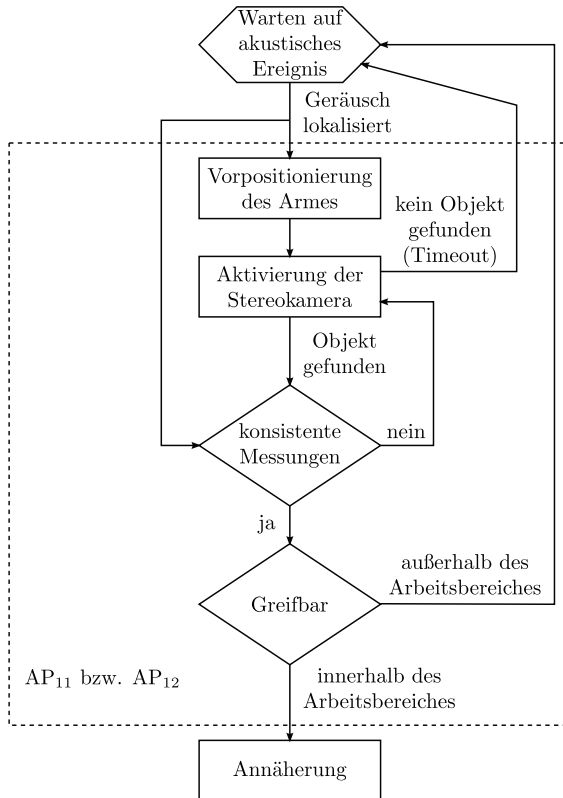 Warten auf
akustisches
Ereignis
Geräusch
lokalisiert
Vorpositionierung
des Armes
kein Objekt
gefunden
(Timeout)
Aktivierung der
Stereokamera
Objekt
gefunden
konsistente
Messungen
nein
ja
außerhalb des
Arbeitsbereiches
Greifbar
innerhalb des
Arbeitsbereiches
AP₁₁ bzw. AP₁₂
Annäherung